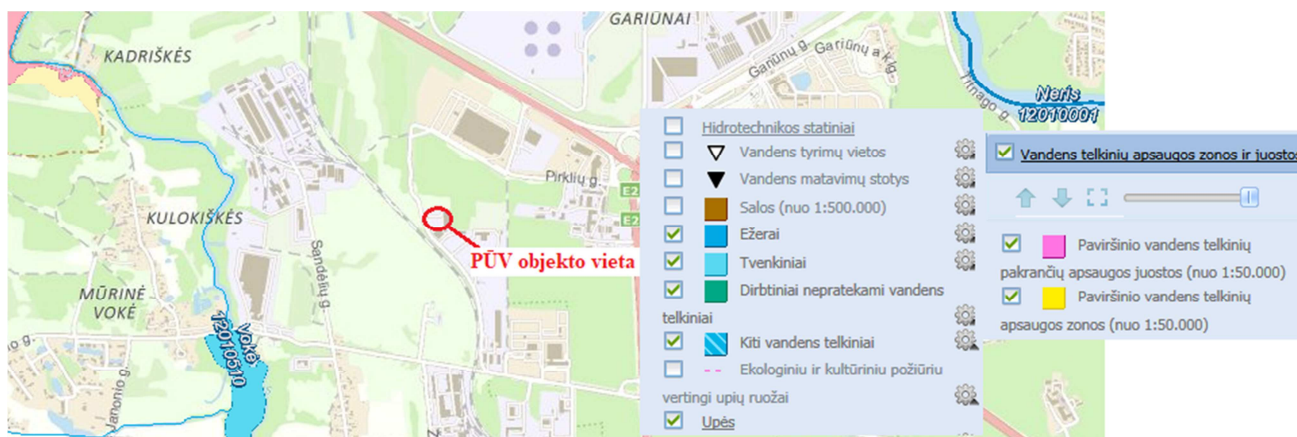 GARIŪNAI
KADRIŠKĖS
Gariūnų g.
Gariūnų aklg.
Neris
12010001
Pirklių g.
E2
E2
KULOKIŠKĖS
Sandėlių g.
PŪV objekto vieta
MŪRINĖ
VOKĖ
Vokė
12010510
Janonio g.
o g.
Hidrotechnikos statiniai
Vandens tyrimų vietos
Vandens matavimų stotys
Salos (nuo 1:500.000)
Ežerai
Tvenkiniai
Dirbtiniai nepratekami vandens
telkiniai
Kiti vandens telkiniai
Ekologiniu ir kultūriniu požiūriu
vertingi upių ruožai
Upės
Vandens telkinių apsaugos zonos ir juostos
Paviršinio vandens telkinių
pakrančių apsaugos juostos (nuo 1:50.000)
Paviršinio vandens telkinių
apsaugos zonos (nuo 1:50.000)